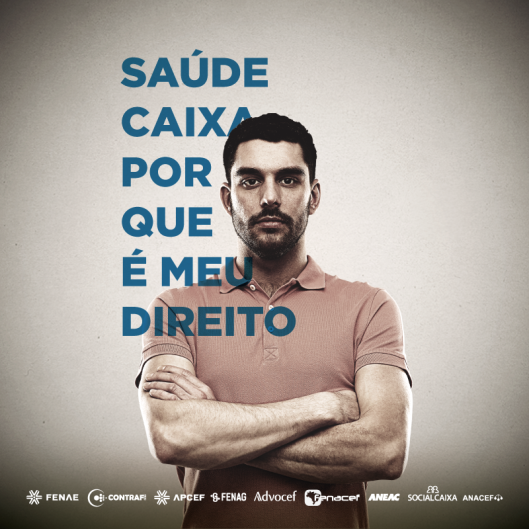 SAÚDE
CAIXA
POR
QUE
É MEU
DIREITO
FENAE CONTRAF APCEF FENAG Advocef Fenacef ANEAC SOCIALCAIXA ANACEF